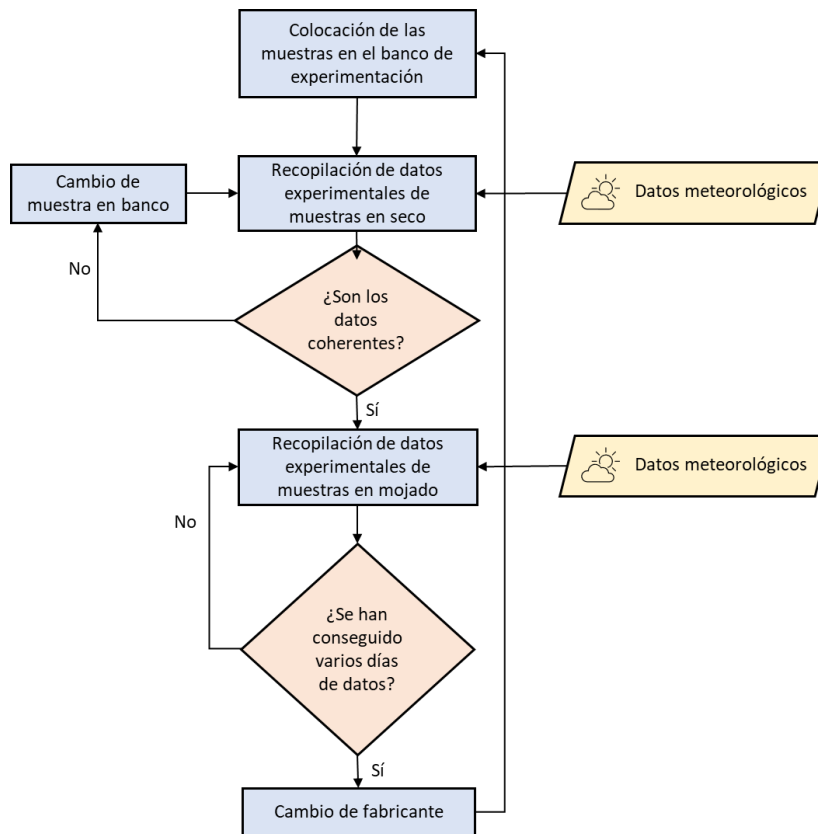 Colocación de las
muestras en el banco de
experimentación
Cambio de
muestra en banco
Recopilación de datos
experimentales de
muestras en seco
Datos meteorológicos
No
¿Son los
datos
coherentes?
Sí
Recopilación de datos
experimentales de
muestras en mojado
Datos meteorológicos
No
¿Se han
conseguido
varios días
de datos?
Sí
Cambio de fabricante